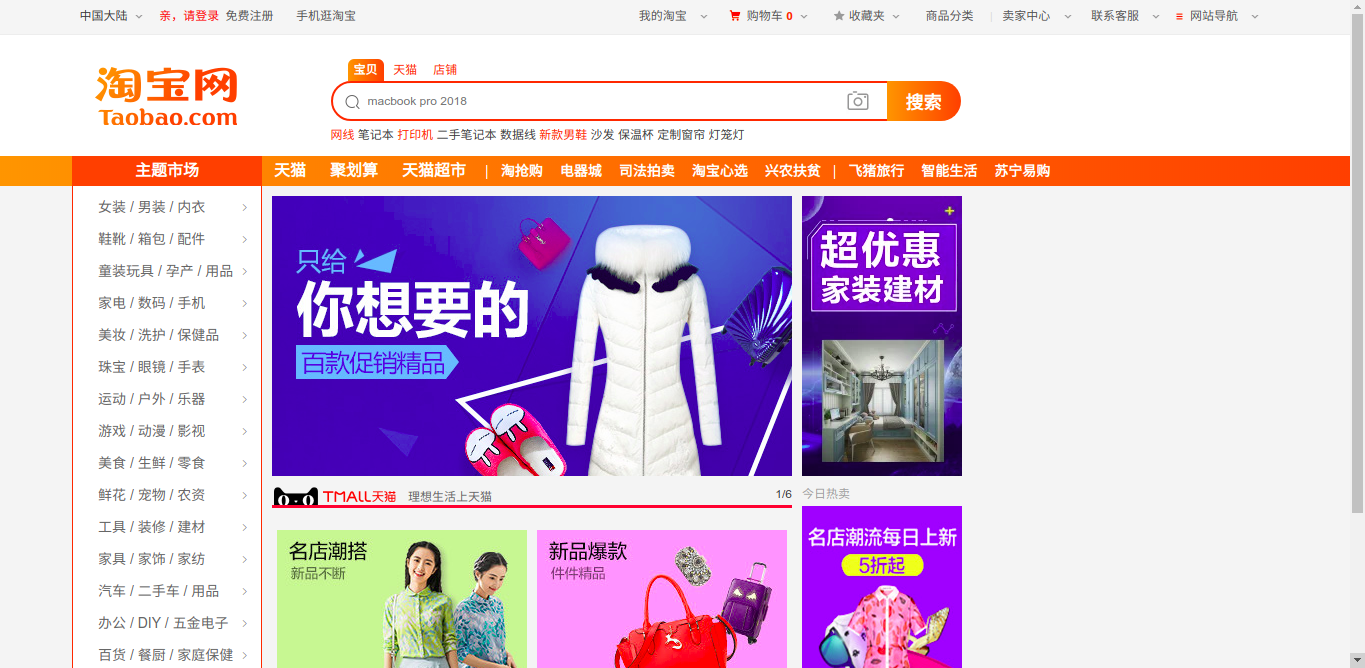 中国大陆 亲，请登录 免费注册 手机逛淘宝 我的淘宝 购物车 0 收藏夹 商品分类 | 卖家中心 联系客服 网站导航
宝贝 天猫 店铺
淘宝网
Taobao.com
macbook pro 2018 搜索
网线 笔记本 打印机 二手笔记本 数据线 新款男鞋 沙发 保温杯 定制窗帘 灯笼灯
主题市场 天猫 聚划算 天猫超市 | 淘抢购 电器城 司法拍卖 淘宝心选 兴农扶贫 | 飞猪旅行 智能生活 苏宁易购
女装 / 男装 / 内衣
鞋靴 / 箱包 / 配件
童装玩具 / 孕产 / 用品
家电 / 数码 / 手机
美妆 / 洗护 / 保健品
珠宝 / 眼镜 / 手表
运动 / 户外 / 乐器
游戏 / 动漫 / 影视
美食 / 生鲜 / 零食
鲜花 / 宠物 / 农资
工具 / 装修 / 建材
家具 / 家饰 / 家纺
汽车 / 二手车 / 用品
办公 / DIY / 五金电子
百货 / 餐厨 / 家庭保健
只给
你想要的
百款促销精品
超优惠
家装建材
TMALL天猫 理想生活上天猫 1/6
今日热卖
名店潮搭
新品不断
新品爆款
件件精品
名店潮流每日上新
5折起